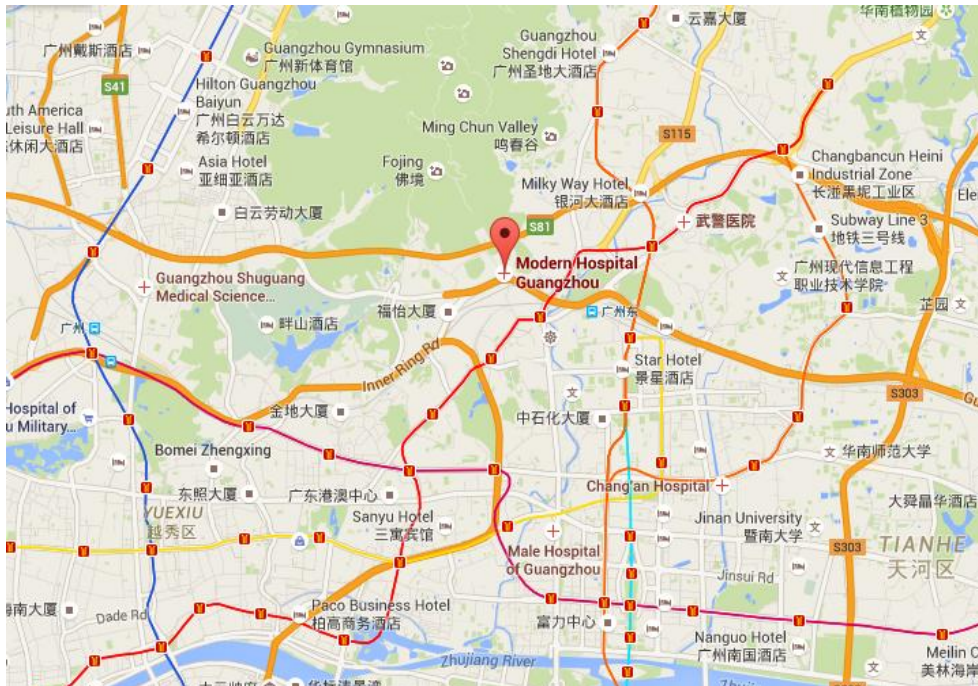 云嘉大厦
华南植物园
广州戴斯酒店
Guangzhou Gymnasium
广州新体育馆
Guangzhou
Shengdi Hotel
广州圣地大酒店
S41
Hilton Guangzhou
Baiyun
广州白云万达
希尔顿酒店
uth America
Leisure Hall
休闲大酒店
Ming Chun Valley
鸣春谷
S115
Asia Hotel
亚细亚酒店
Fojing
佛境
Changbancun Heini
Industrial Zone
长湴黑坭工业区
Milky Way Hotel
银河大酒店
Ele
白云劳动大厦
S81
武警医院
Subway Line 3
地铁三号线
Modern Hospital
Guangzhou
广州现代信息工程
职业技术学院
Guangzhou Shuguang
Medical Science...
福怡大厦
广州东
芷园
畔山酒店
广州
Inner Ring Rd
Star Hotel
景星酒店
S303
Gu
Hospital of
u Military...
金地大厦
中石化大厦
Bomei Zhengxing
华南师范大学
东照大厦
广东港澳中心
Chang'an Hospital
大舜晶华酒店
YUEXIU
越秀区
Sanyu Hotel
三寓宾馆
Jinan University
暨南大学
Male Hospital
of Guangzhou
S303
TIANHE
天河区
Jinsui Rd
海南大厦
Dade Rd
Paco Business Hotel
柏高商务酒店
富力中心
Nanguo Hotel
广州南国酒店
Zhujiang River
Meilin C
美林海岸